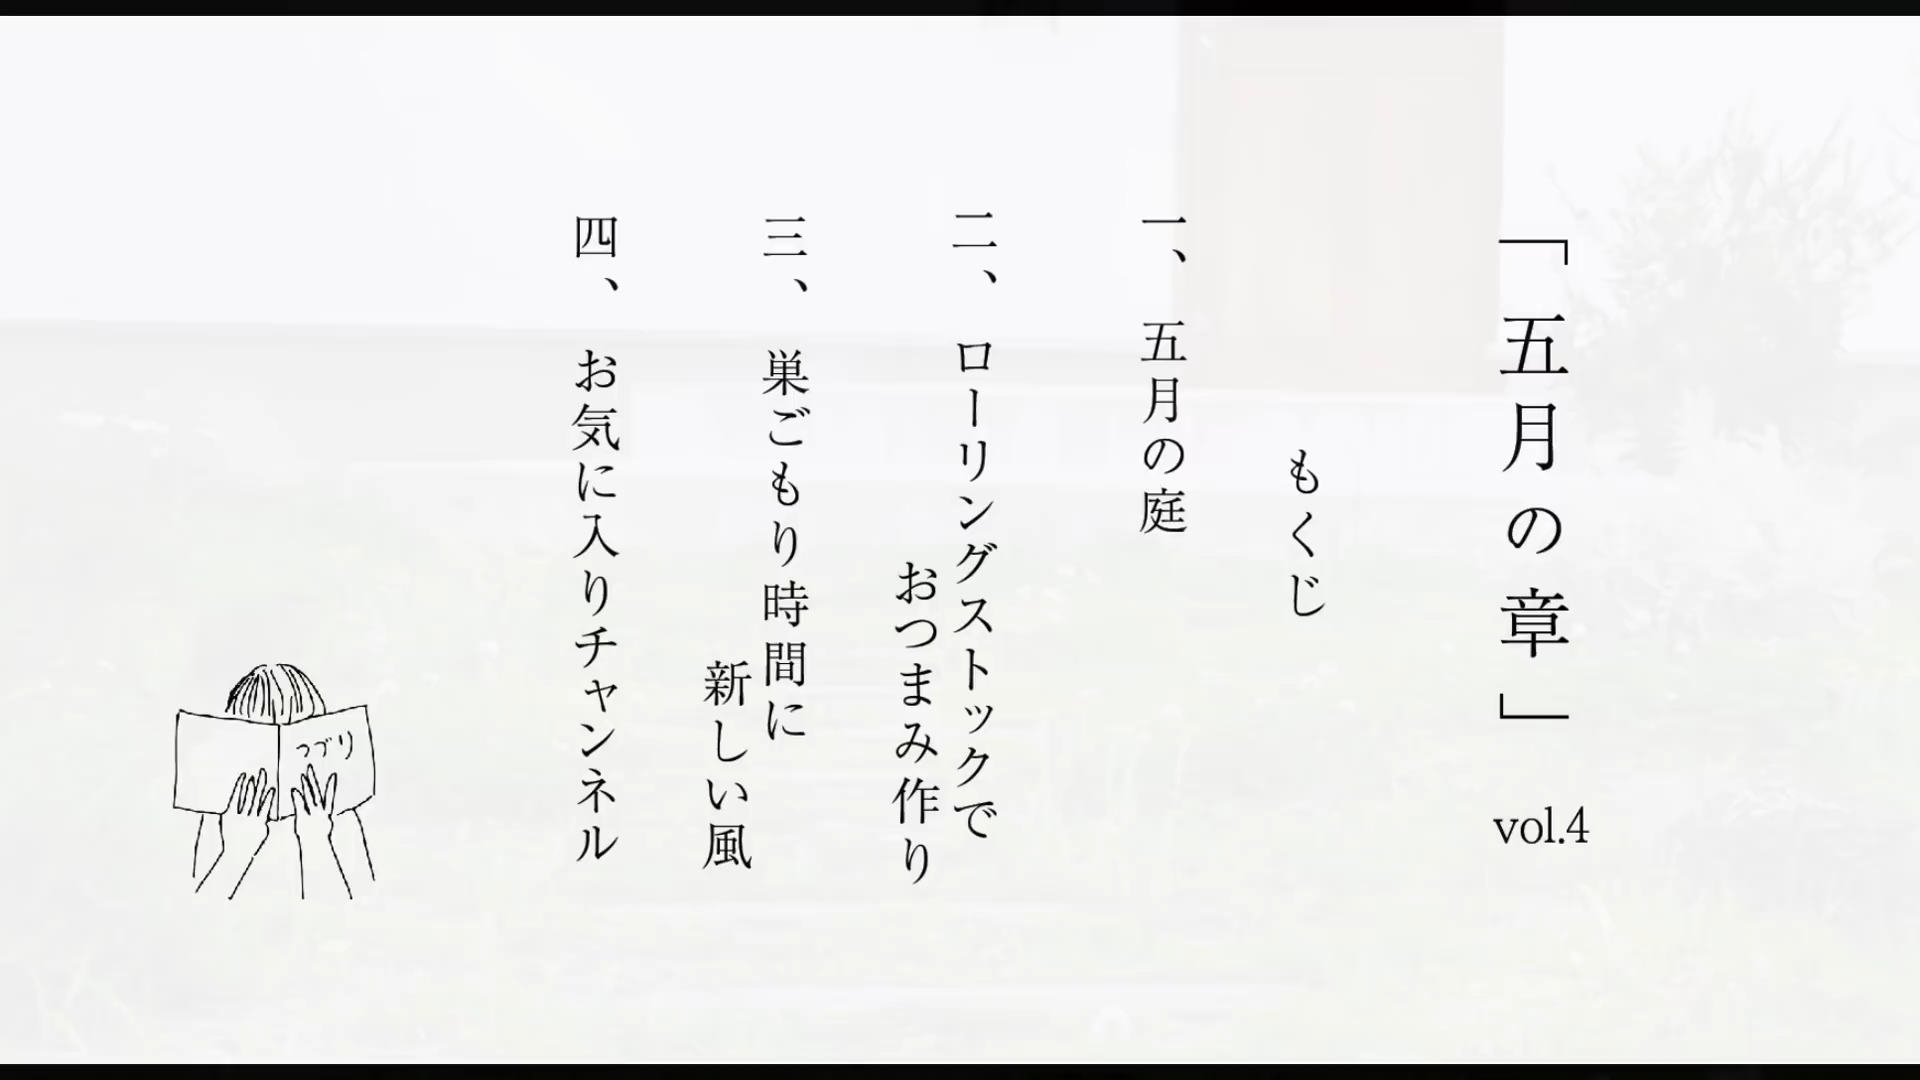 「五月の章」 vol.4
もくじ
一、五月の庭
二、ローリングストックで
おつまみ作り
三、巣ごもり時間に
新しい風
四、お気に入りチャンネル
つづり